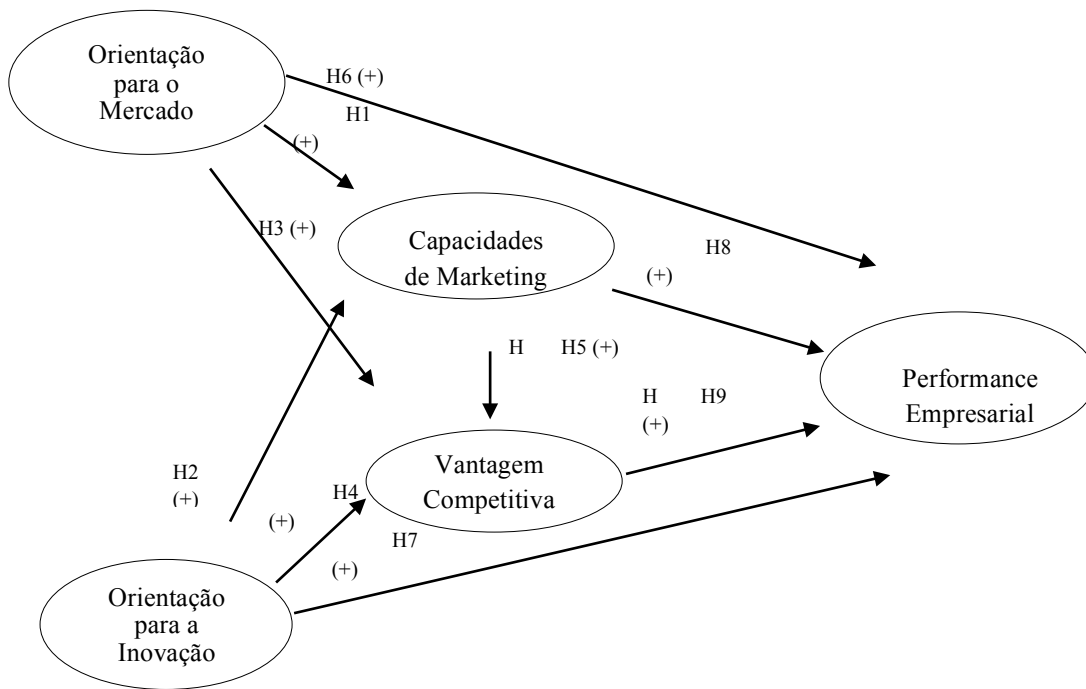 Orientação
para o
Mercado
H6 (+)
H1
(+)
H3 (+)
Capacidades
de Marketing
H8
(+)
H H5 (+)
H H9
(+)
Performance
Empresarial
Vantagem
Competitiva
H2
(+)
H4
(+)
H7
(+)
Orientação
para a
Inovação